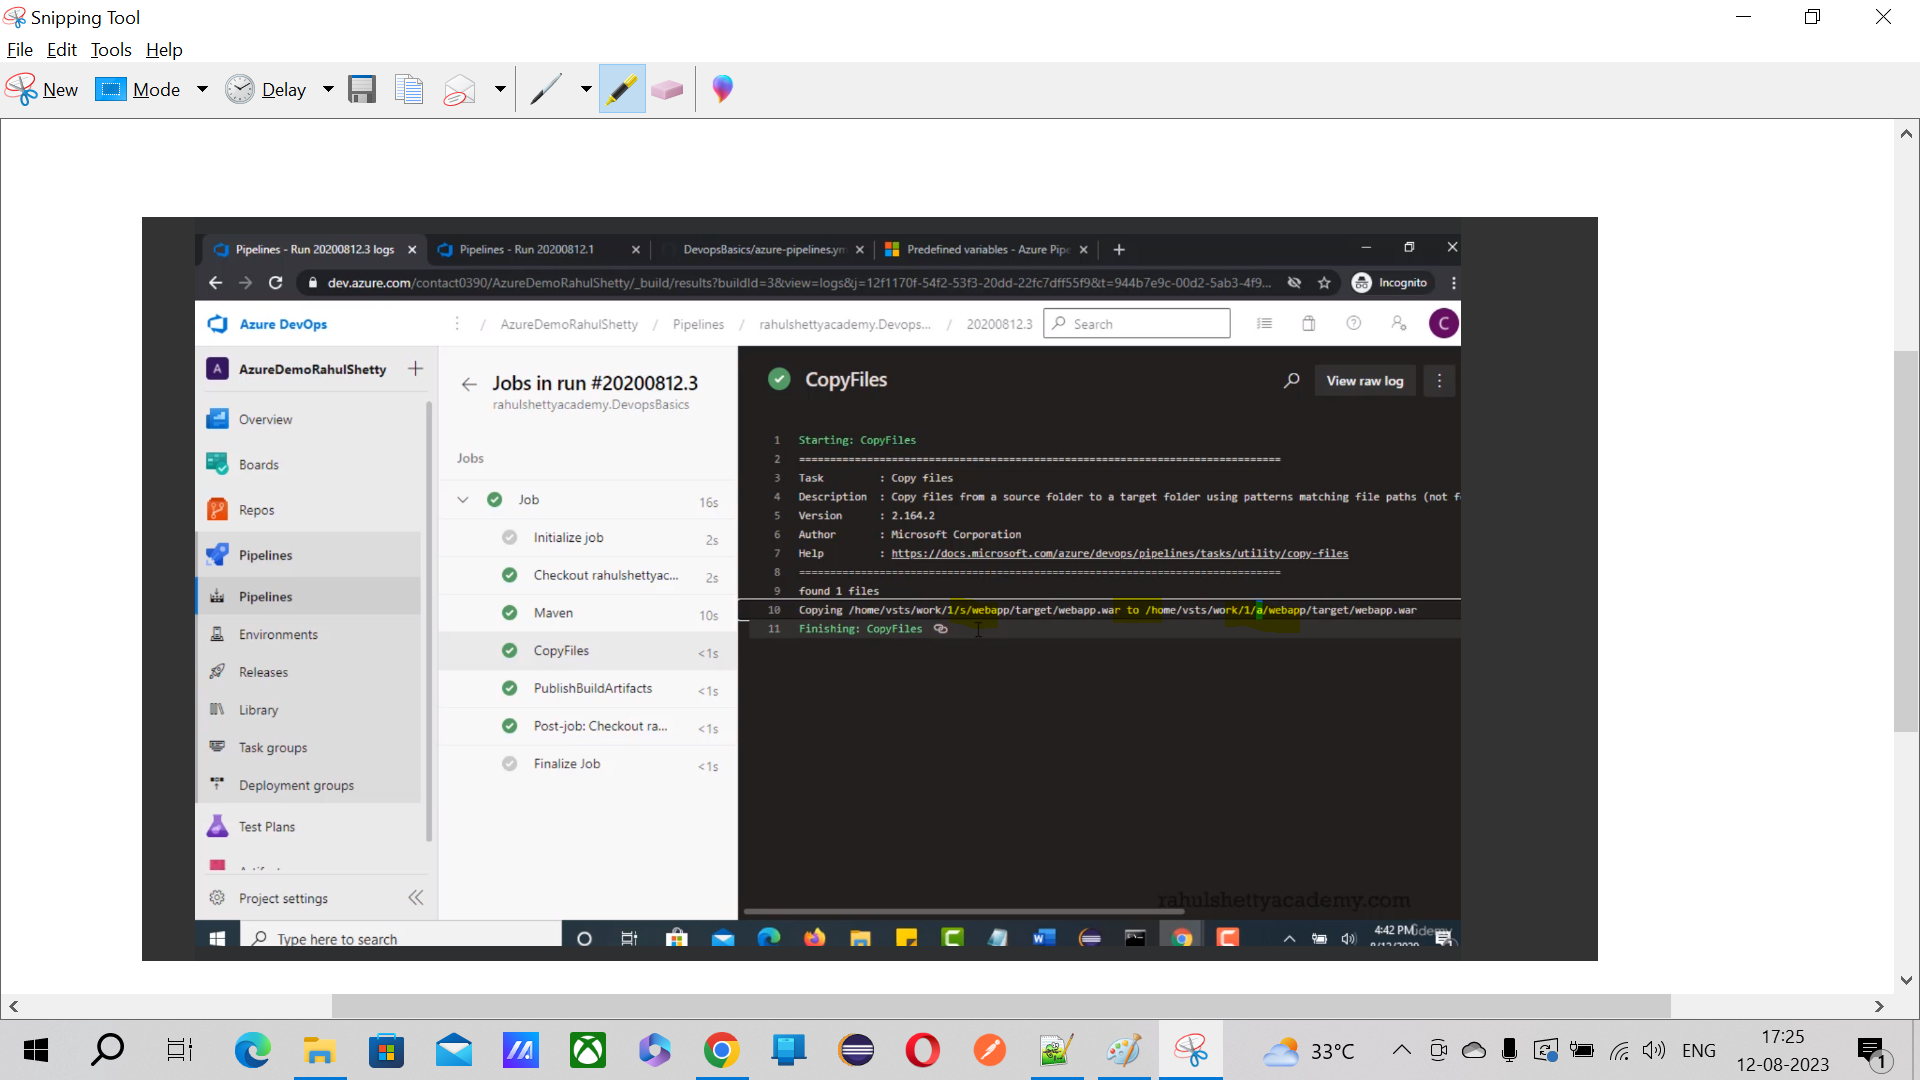 Snipping Tool
File Edit Tools Help
New Mode Delay
Pipelines - Run 20200812.3 logs
Pipelines - Run 20200812.1
DevopsBasics/azure-pipelines.ym
Predefined variables - Azure Pip
dev.azure.com/contact0390/AzureDemoRahulShetty/_build/results?buildId=3&view=logs&j=12f1170f-54f2-53f3-20dd-22fc7dff55f9&t=944b7e9c-00d2-5ab3-4f9...
Incognito
Azure DevOps
/ AzureDemoRahulShetty / Pipelines / rahulshettyacademy.Devops... / 20200812.3
Search
C
A AzureDemoRahulShetty
Overview
Boards
Repos
Pipelines
Pipelines
Environments
Releases
Library
Task groups
Deployment groups
Test Plans
Project settings
Jobs in run #20200812.3
rahulshettyacademy.DevopsBasics
Jobs
Job 16s
Initialize job 2s
Checkout rahulshettyac... 2s
Maven 10s
CopyFiles <1s
PublishBuildArtifacts <1s
Post-job: Checkout ra... <1s
Finalize Job <1s
CopyFiles
View raw log
1 Starting: CopyFiles
2 ==============================================================================
3 Task : Copy files
4 Description : Copy files from a source folder to a target folder using patterns matching file paths (not f
5 Version : 2.164.2
6 Author : Microsoft Corporation
7 Help : https://docs.microsoft.com/azure/devops/pipelines/tasks/utility/copy-files
8 ==============================================================================
9 found 1 files
10 Copying /home/vsts/work/1/s/webapp/target/webapp.war to /home/vsts/work/1/a/webapp/target/webapp.war
11 Finishing: CopyFiles
rahulshettyacademy.com
Type here to search
4:42 PM
Udemy
33°C
ENG
17:25
12-08-2023
1